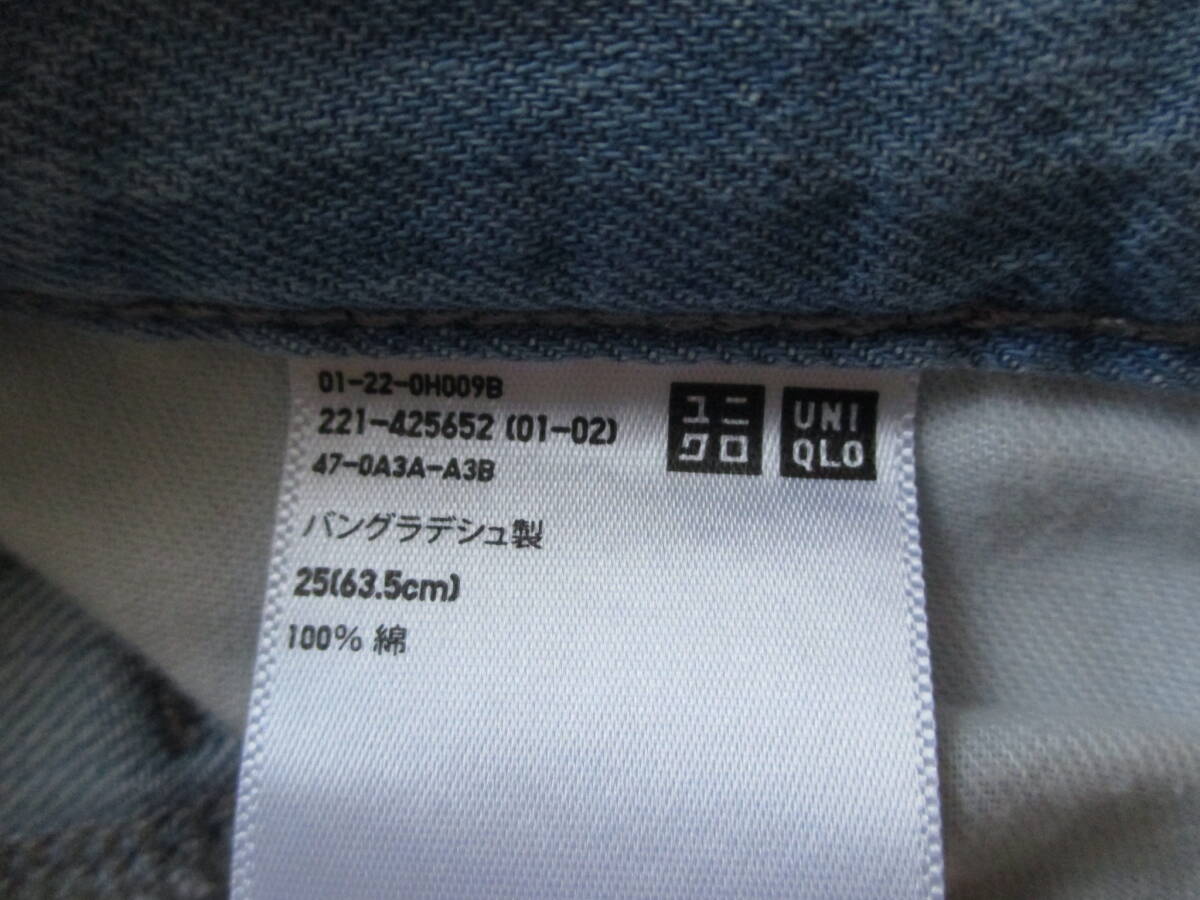 01-22-0H009B
221-425652 (01-02)
47-0A3A-A3B
ユニ
クロ
UNI
QLO
バングラデシュ製
25(63.5cm)
100% 綿